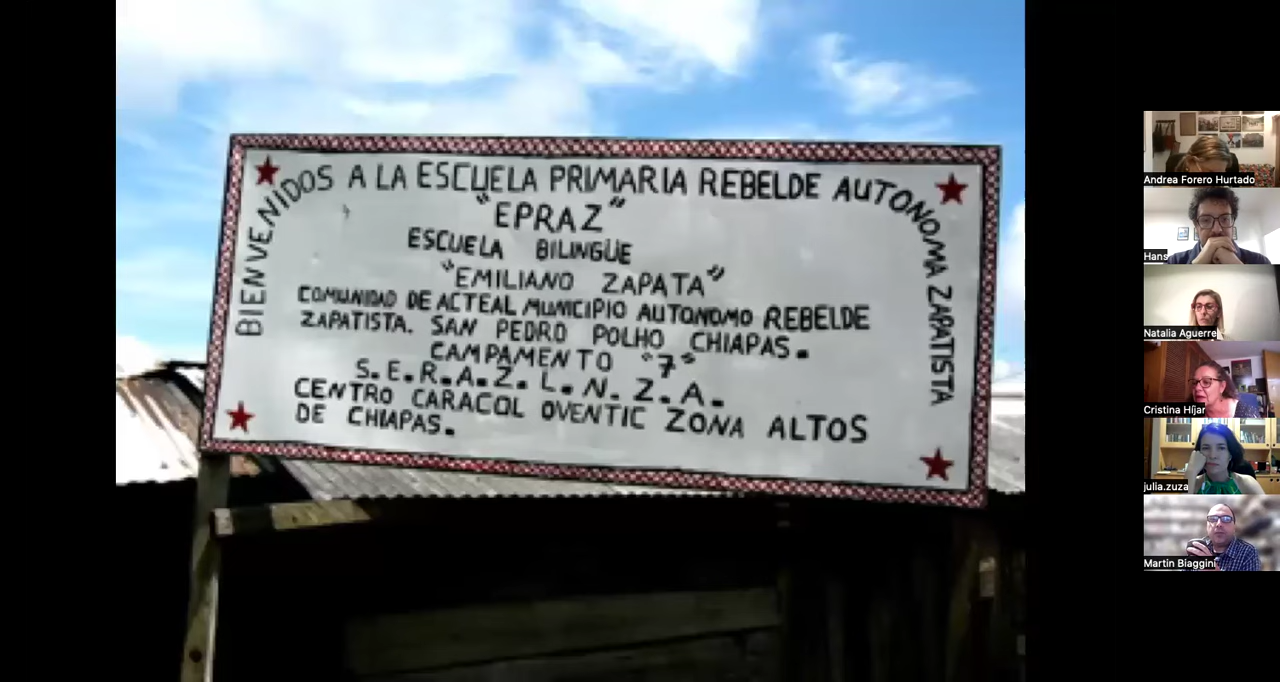 BIENVENIDOS A LA ESCUELA PRIMARIA REBELDE AUTONOMA ZAPATISTA
"EPRAZ"
ESCUELA BILINGÜE
"EMILIANO ZAPATA"
COMUNIDAD DE ACTEAL MUNICIPIO AUTONOMO REBELDE
ZAPATISTA. SAN PEDRO POLHO CHIAPAS.
CAMPAMENTO "7"
S.E.R.A.Z.L.N.Z.A.
CENTRO CARACOL OVENTIC ZONA ALTOS
DE CHIAPAS.
Andrea Forero Hurtado
Hans
Natalia Aguerre
Cristina Híjar
julia.zuza
Martin Biaggini